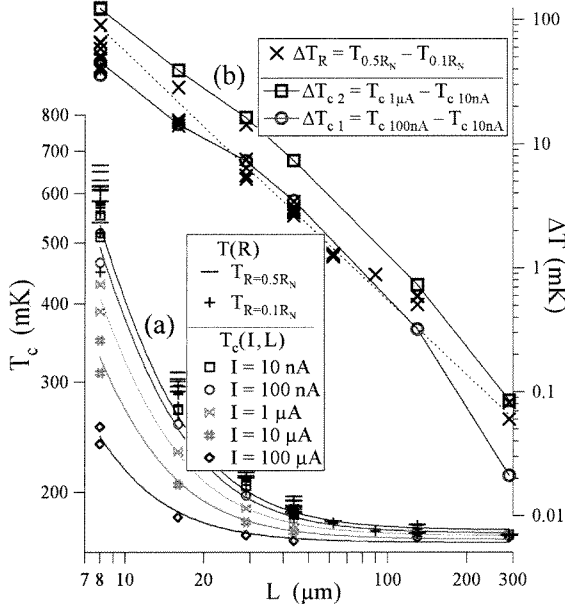 100
(b)
× ΔT_R = T_0.5R_N − T_0.1R_N
ΔT_c 2 = T_c 1μA − T_c 10nA
ΔT_c 1 = T_c 100nA − T_c 10nA
800
700
600
500
400
300
200
T_c (mK)
10
1
0.1
0.01
ΔT (mK)
(a)
T(R)
T_R=0.5R_N
T_R=0.1R_N
T_c(I,L)
I = 10 nA
I = 100 nA
I = 1 μA
I = 10 μA
I = 100 μA
7 8 10 20 30 100 200 300
L (μm)